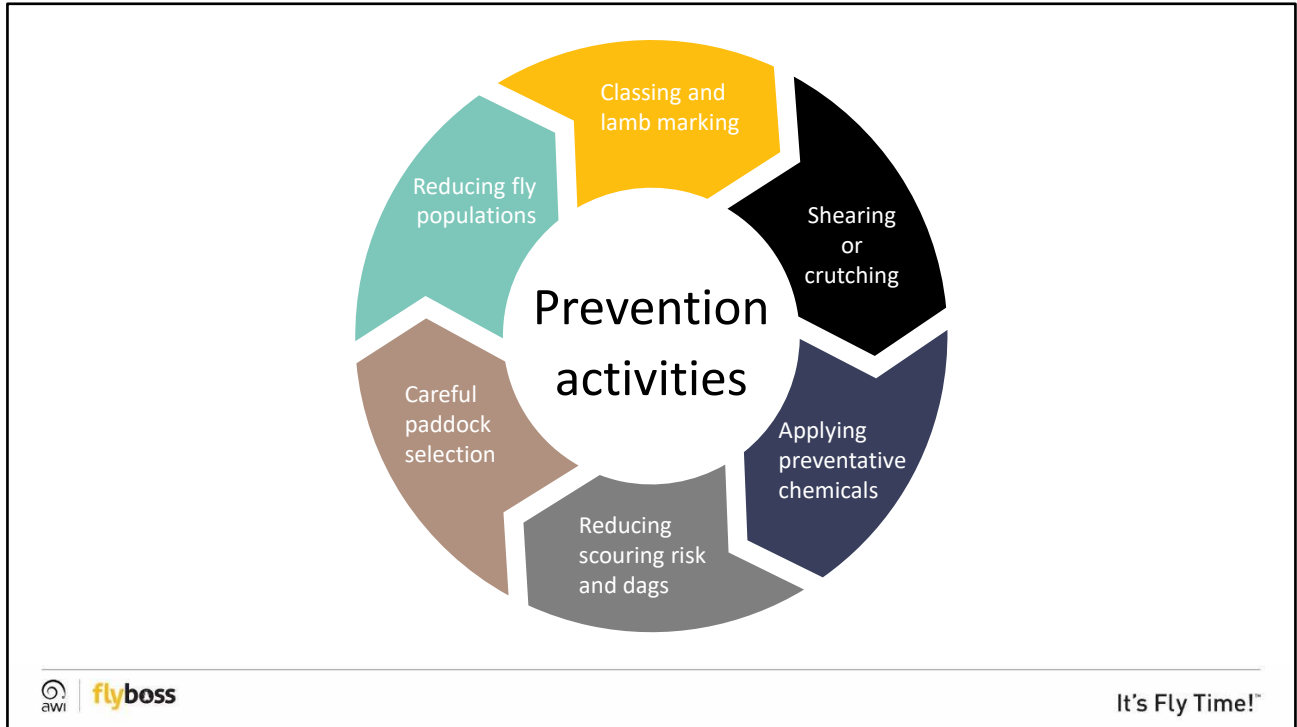 Classing and
lamb marking
Shearing
or
crutching
Applying
preventative
chemicals
Reducing
scouring risk
and dags
Careful
paddock
selection
Reducing fly
populations
Prevention
activities
awi
flyboss
It's Fly Time!™